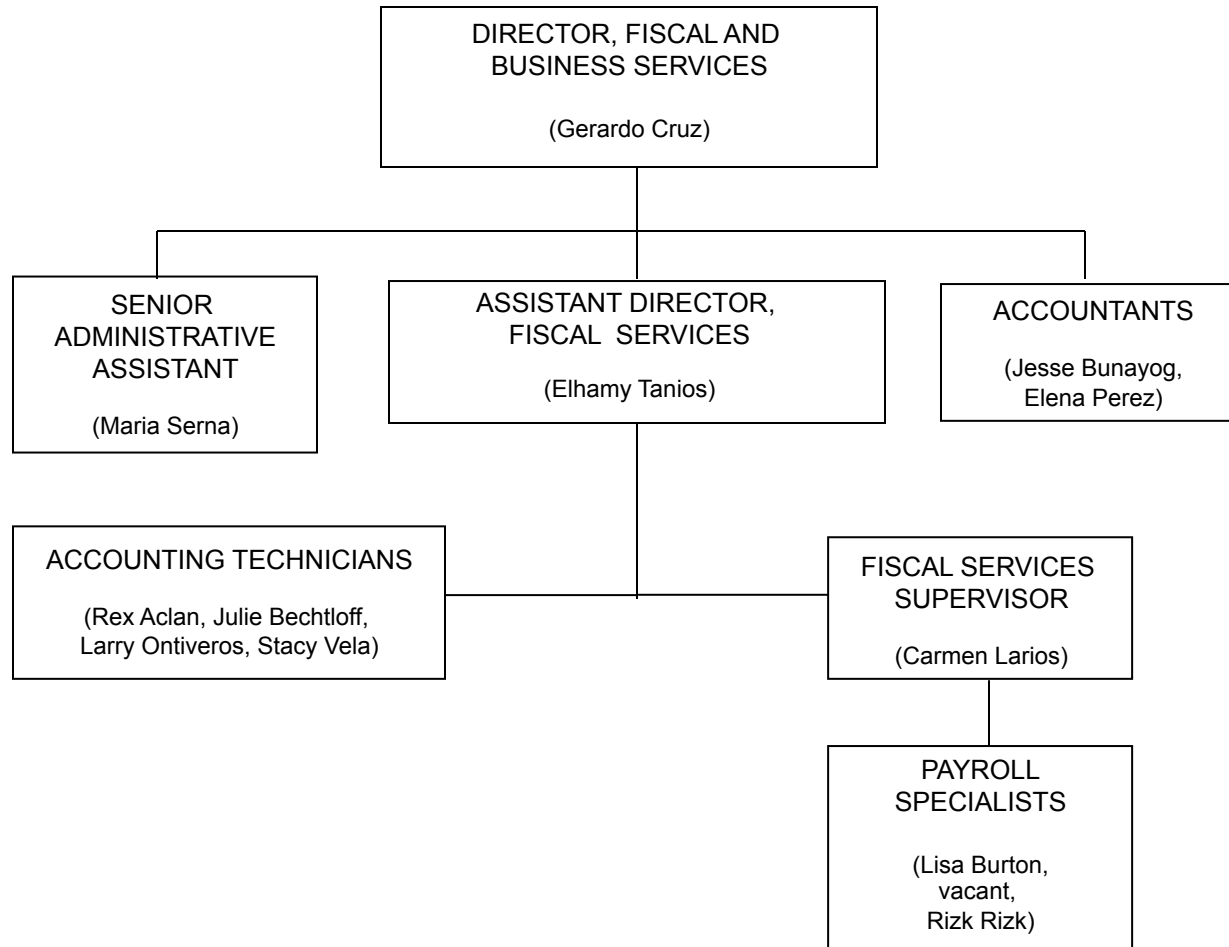 DIRECTOR, FISCAL AND
BUSINESS SERVICES
(Gerardo Cruz)
SENIOR
ADMINISTRATIVE
ASSISTANT
(Maria Serna)
ASSISTANT DIRECTOR,
FISCAL SERVICES
(Elhamy Tanios)
ACCOUNTANTS
(Jesse Bunayog,
Elena Perez)
ACCOUNTING TECHNICIANS
(Rex Aclan, Julie Bechtloff,
Larry Ontiveros, Stacy Vela)
FISCAL SERVICES
SUPERVISOR
(Carmen Larios)
PAYROLL
SPECIALISTS
(Lisa Burton,
vacant,
Rizk Rizk)